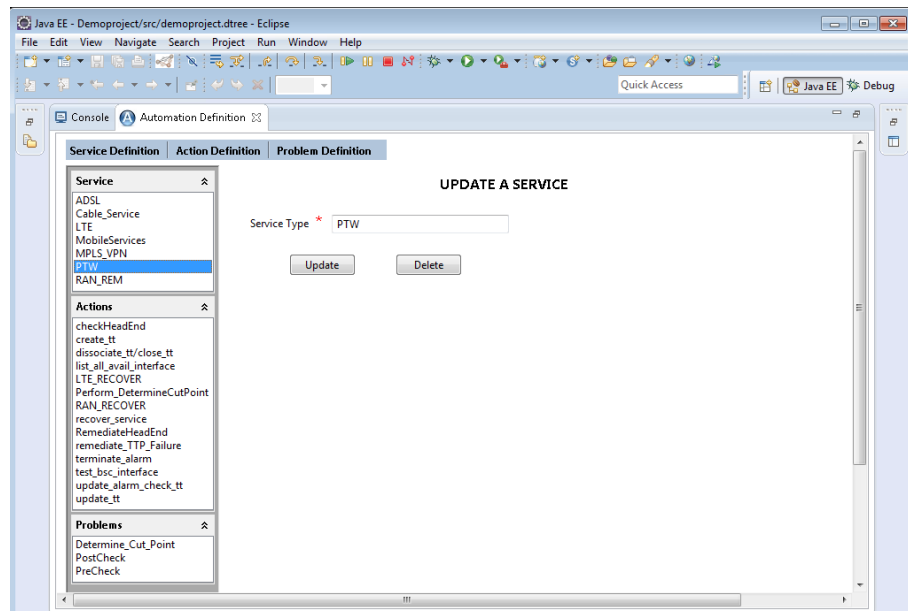 Java EE - Demoproject/src/demoproject.dtree - Eclipse
File Edit View Navigate Search Project Run Window Help
Quick Access
Java EE
Debug
Console
Automation Definition
Service Definition
Action Definition
Problem Definition
Service
ADSL
Cable_Service
LTE
MobileServices
MPLS_VPN
PTW
RAN_REM
Actions
checkHeadEnd
create_tt
dissociate_tt/close_tt
list_all_avail_interface
LTE_RECOVER
Perform_DetermineCutPoint
RAN_RECOVER
recover_service
RemediateHeadEnd
remediate_TTP_Failure
terminate_alarm
test_bsc_interface
update_alarm_check_tt
update_tt
Problems
Determine_Cut_Point
PostCheck
PreCheck
UPDATE A SERVICE
Service Type * PTW
Update
Delete